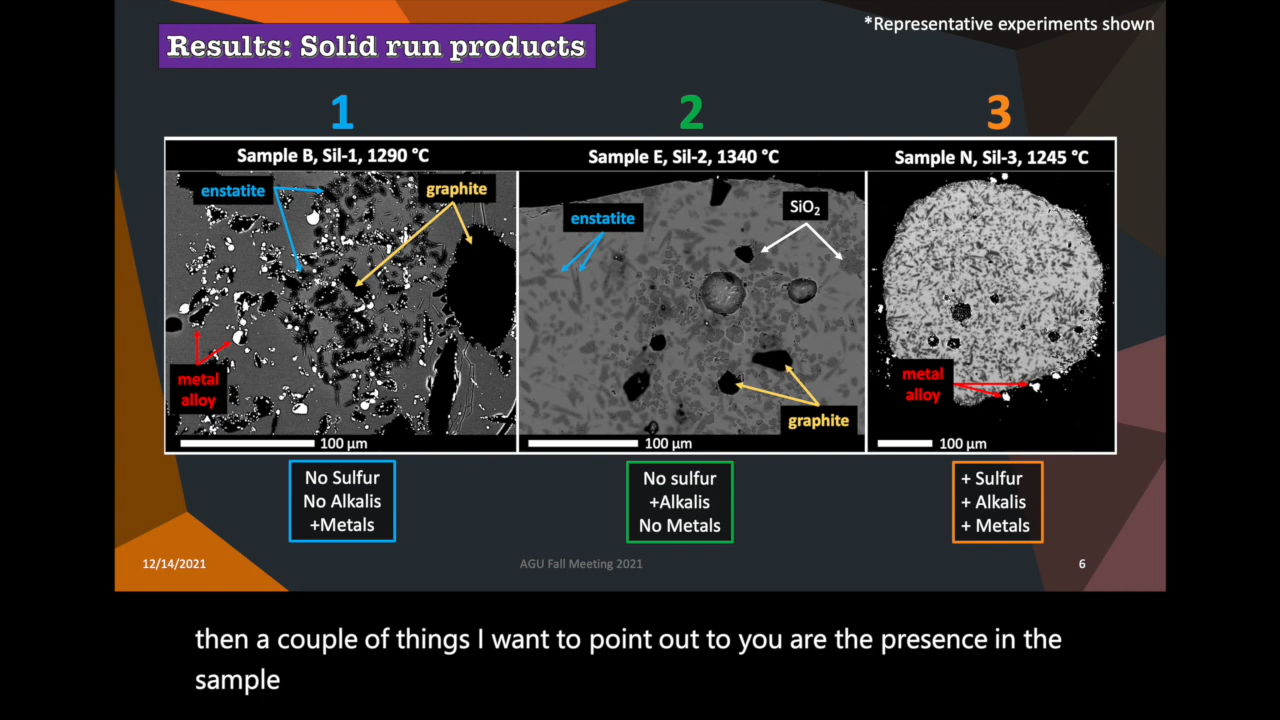 *Representative experiments shown
Results: Solid run products
1
2
3
Sample B, Sil-1, 1290 °C
Sample E, Sil-2, 1340 °C
Sample N, Sil-3, 1245 °C
enstatite
graphite
metal
alloy
100 µm
enstatite
SiO₂
graphite
100 µm
metal
alloy
100 µm
No Sulfur
No Alkalis
+Metals
No sulfur
+Alkalis
No Metals
+ Sulfur
+ Alkalis
+ Metals
12/14/2021
AGU Fall Meeting 2021
6
then a couple of things I want to point out to you are the presence in the
sample